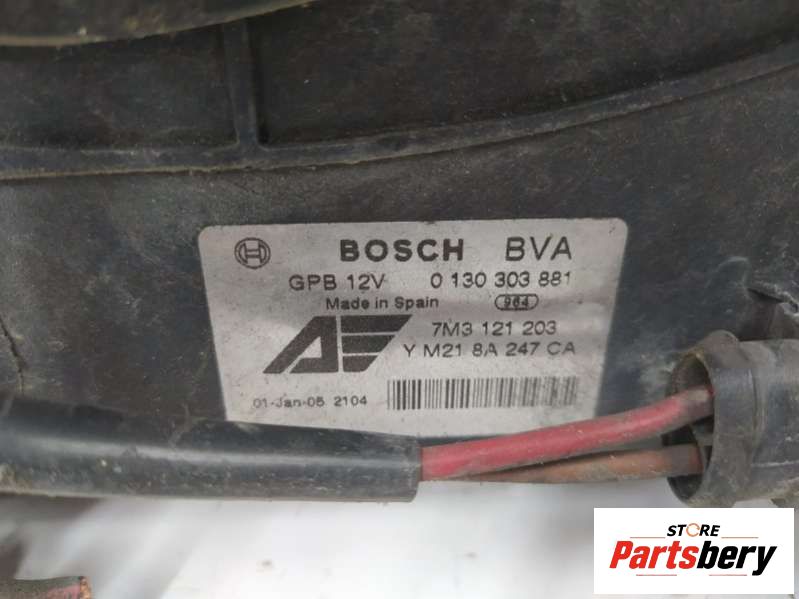 BOSCH BVA
GPB 12V 0 130 303 881
Made in Spain 964
7M3 121 203
YM21 8A 247 CA
01-Jan-05 2104
STORE
Partsbery